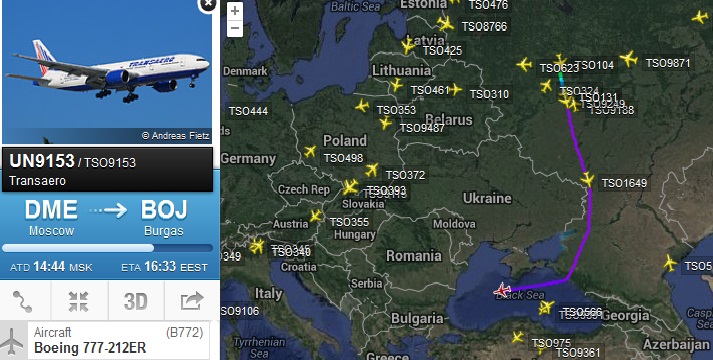 TRANSAERO
© Andreas Fietz
UN9153 / TSO9153
Transaero
DME BOJ
Moscow Burgas
ATD 14:44 MSK ETA 16:33 EEST
3D
Aircraft (B772)
Boeing 777-212ER
+
−
Baltic Sea
Estonia
TSO476
TSO8766
Latvia
TSO425
Denmark
Lithuania
TSO623
TSO104
TSO9871
TSO461
TSO310
TSO324
TSO131
TSO9249
TSO9188
TSO444
TSO353
TSO9487
Belarus
Poland
Germany
TSO498
TSO372
TSO1649
Czech Rep
TSO393
Slovakia
Ukraine
Austria
TSO355
Hungary
Moldova
TSO340
349
Croatia
Romania
TSO5
Serbia
Black Sea
TSO9106
Italy
TSO566
Georgia
Bulgaria
Azerbaijan
Tyrrhenian
Sea
TSO975
TSO9361